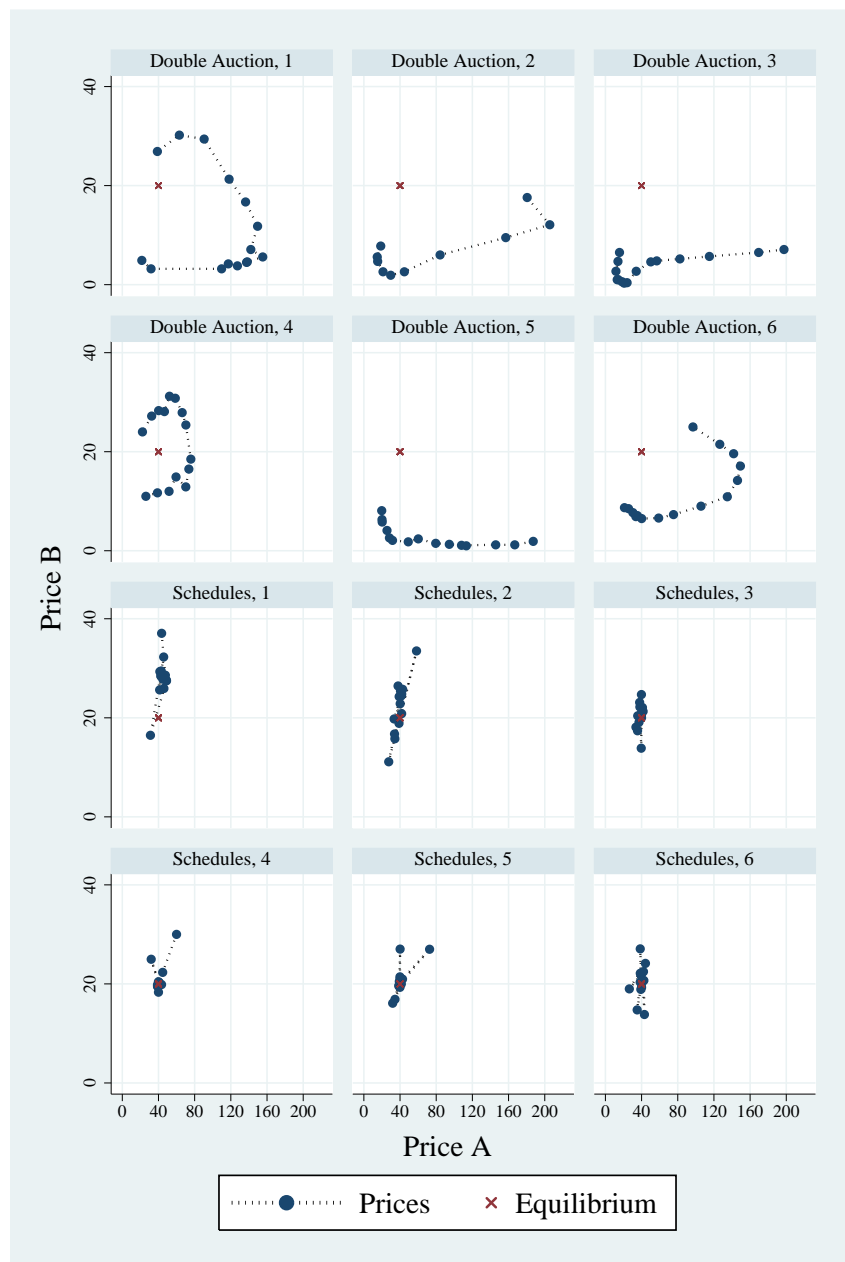 Double Auction, 1
Double Auction, 2
Double Auction, 3
40
20
0
Double Auction, 4
Double Auction, 5
Double Auction, 6
40
20
0
Schedules, 1
Schedules, 2
Schedules, 3
40
20
0
Schedules, 4
Schedules, 5
Schedules, 6
40
20
0
0 40 80 120 160 200
0 40 80 120 160 200
0 40 80 120 160 200
Price B
Price A
Prices
Equilibrium